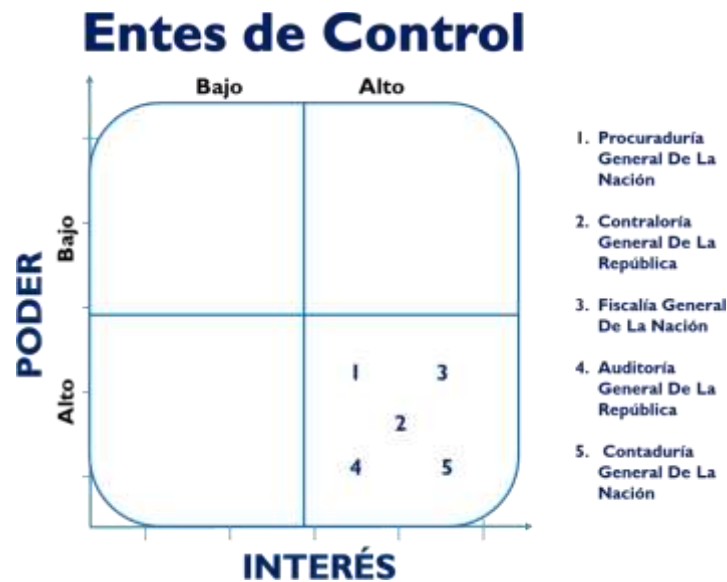 Entes de Control
Bajo Alto
1. Procuraduría
General De La
Nación
2. Contraloría
General De La
República
3. Fiscalía General
De La Nación
4. Auditoría
General De La
República
5. Contaduría
General De La
Nación
PODER
Bajo
Alto
1 3
2
4 5
INTERÉS